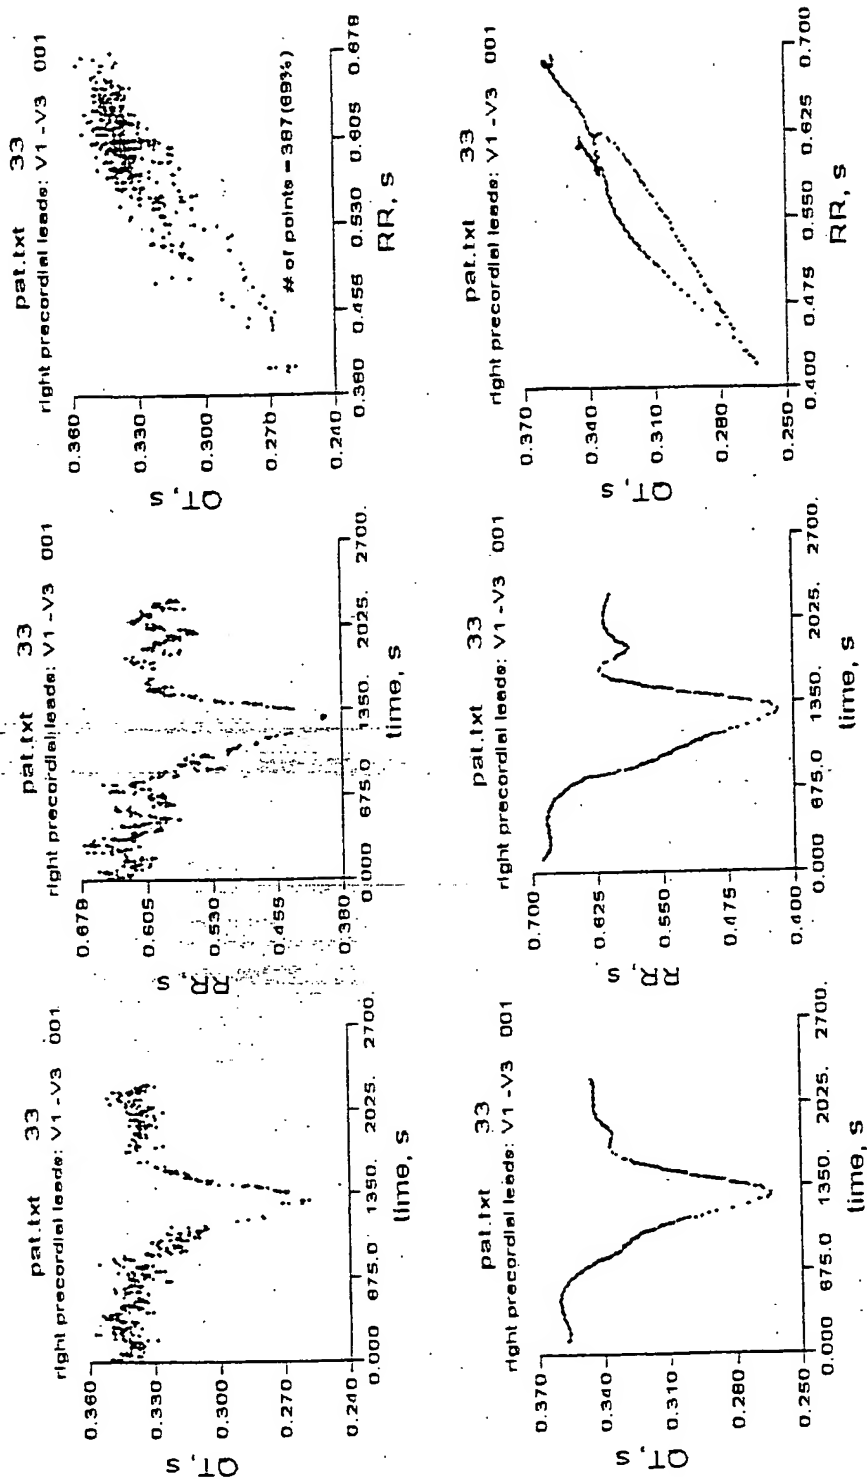 pat.txt 33
right precordial leads: V1-V3 001
0.360
0.330
0.300
0.270
0.240
QT, s
0.000 675.0 1350. 2025. 2700.
time, s
pat.txt 33
right precordial leads: V1-V3 001
0.678
0.605
0.530
0.455
0.380
RR, s
0.000 675.0 1350. 2025. 2700.
time, s
pat.txt 33
right precordial leads: V1-V3 001
0.360
0.330
0.300
0.270
0.240
QT, s
# of points = 387(89%)
0.380 0.455 0.530 0.605 0.678
RR, s
pat.txt 33
right precordial leads: V1-V3 001
0.370
0.340
0.310
0.280
0.250
QT, s
0.000 675.0 1350. 2025. 2700.
time, s
pat.txt 33
right precordial leads: V1-V3 001
0.700
0.625
0.550
0.475
0.400
RR, s
0.000 675.0 1350. 2025. 2700.
time, s
pat.txt 33
right precordial leads: V1-V3 001
0.370
0.340
0.310
0.280
0.250
QT, s
0.400 0.475 0.550 0.625 0.700
RR, s